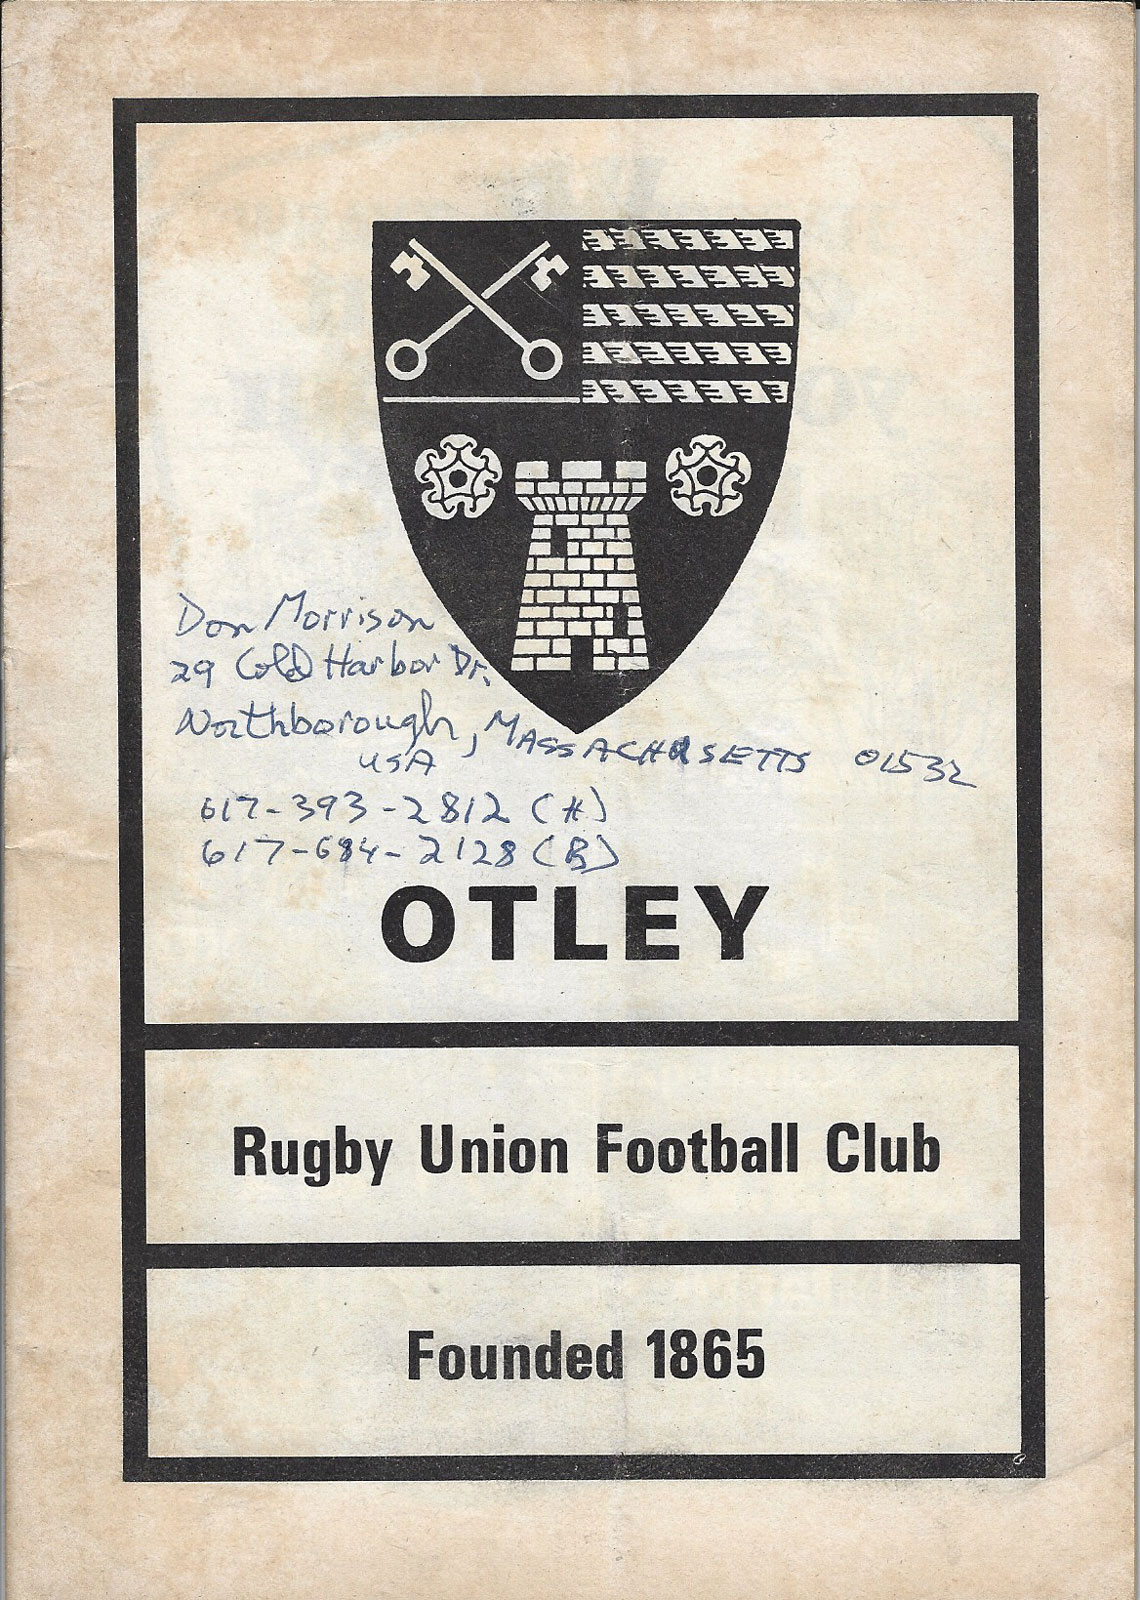 Don Morrison
29 Cold Harbor Dr.
Northborough, MASSACHUSETTS 01532
USA
617-393-2812 (H)
617-684-2128 (B)
OTLEY
Rugby Union Football Club
Founded 1865